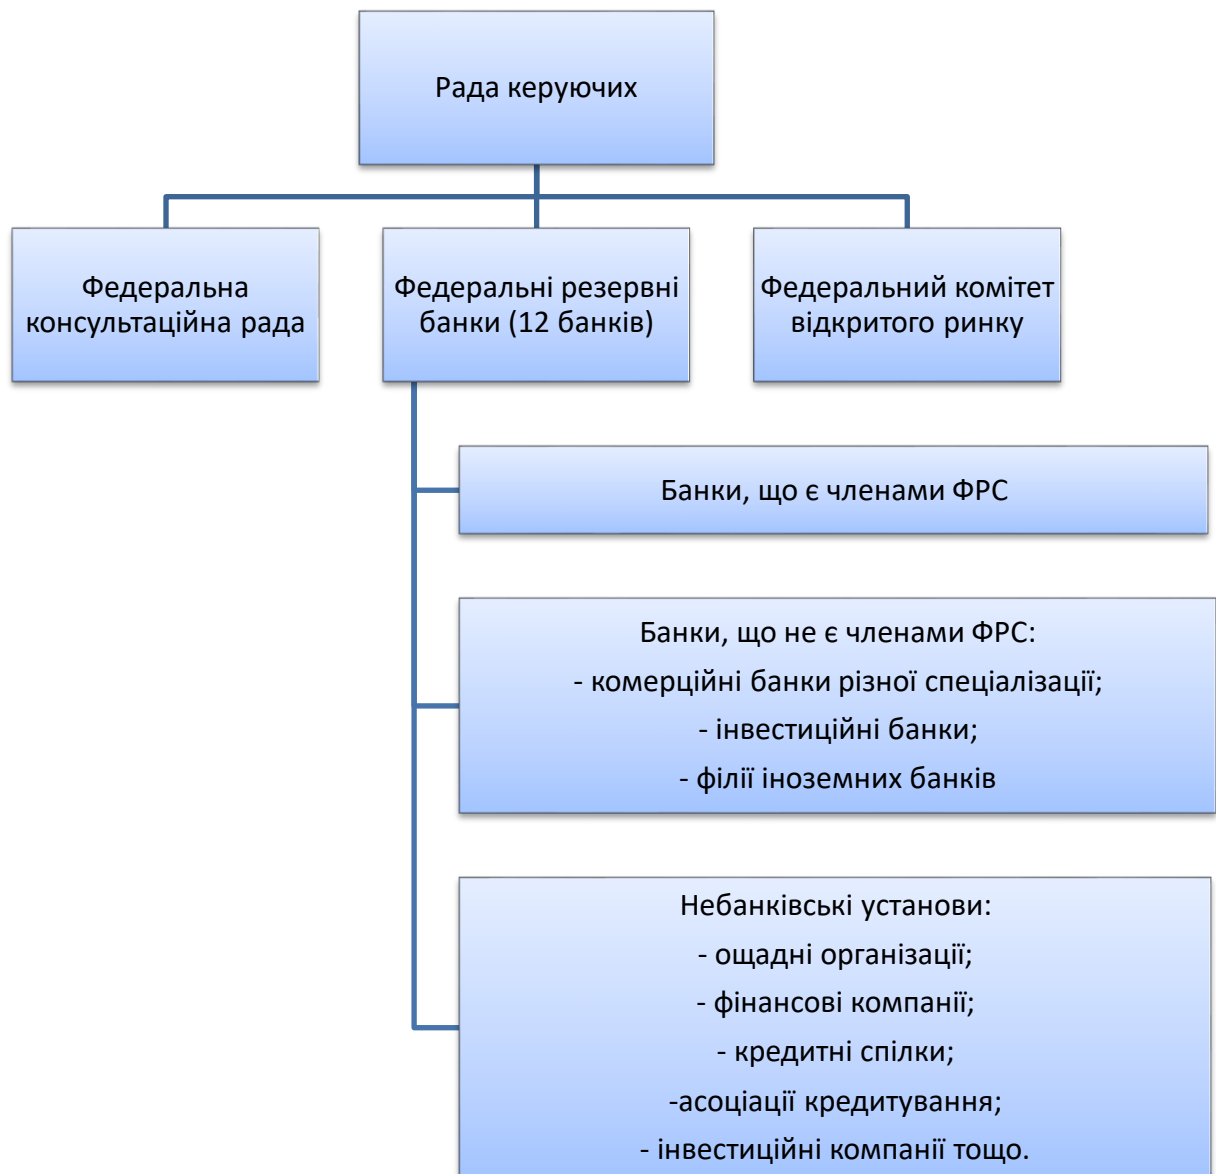 Рада керуючих
Федеральна
консультаційна рада
Федеральні резервні
банки (12 банків)
Федеральний комітет
відкритого ринку
Банки, що є членами ФРС
Банки, що не є членами ФРС:
- комерційні банки різної спеціалізації;
- інвестиційні банки;
- філії іноземних банків
Небанківські установи:
- ощадні організації;
- фінансові компанії;
- кредитні спілки;
-асоціації кредитування;
- інвестиційні компанії тощо.